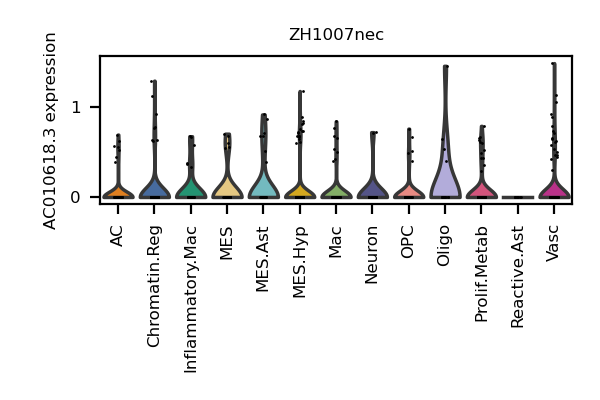 ZH1007nec
AC010618.3 expression
1
0
AC
Chromatin.Reg
Inflammatory.Mac
MES
MES.Ast
MES.Hyp
Mac
Neuron
OPC
Oligo
Prolif.Metab
Reactive.Ast
Vasc